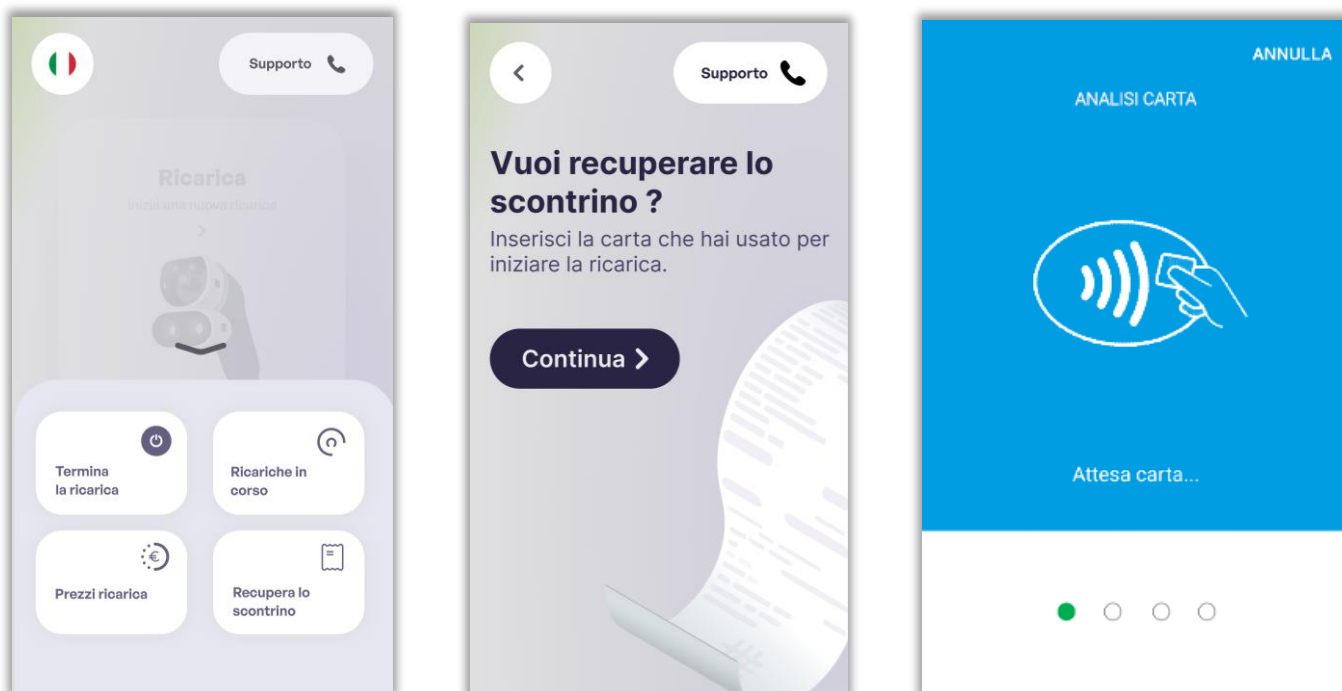 Supporto
Ricarica
Inizia una nuova ricarica
Termina
la ricarica
Ricariche in
corso
Prezzi ricarica
Recupera lo
scontrino
Supporto
Vuoi recuperare lo
scontrino ?
Inserisci la carta che hai usato per
iniziare la ricarica.
Continua
ANNULLA
ANALISI CARTA
Attesa carta...